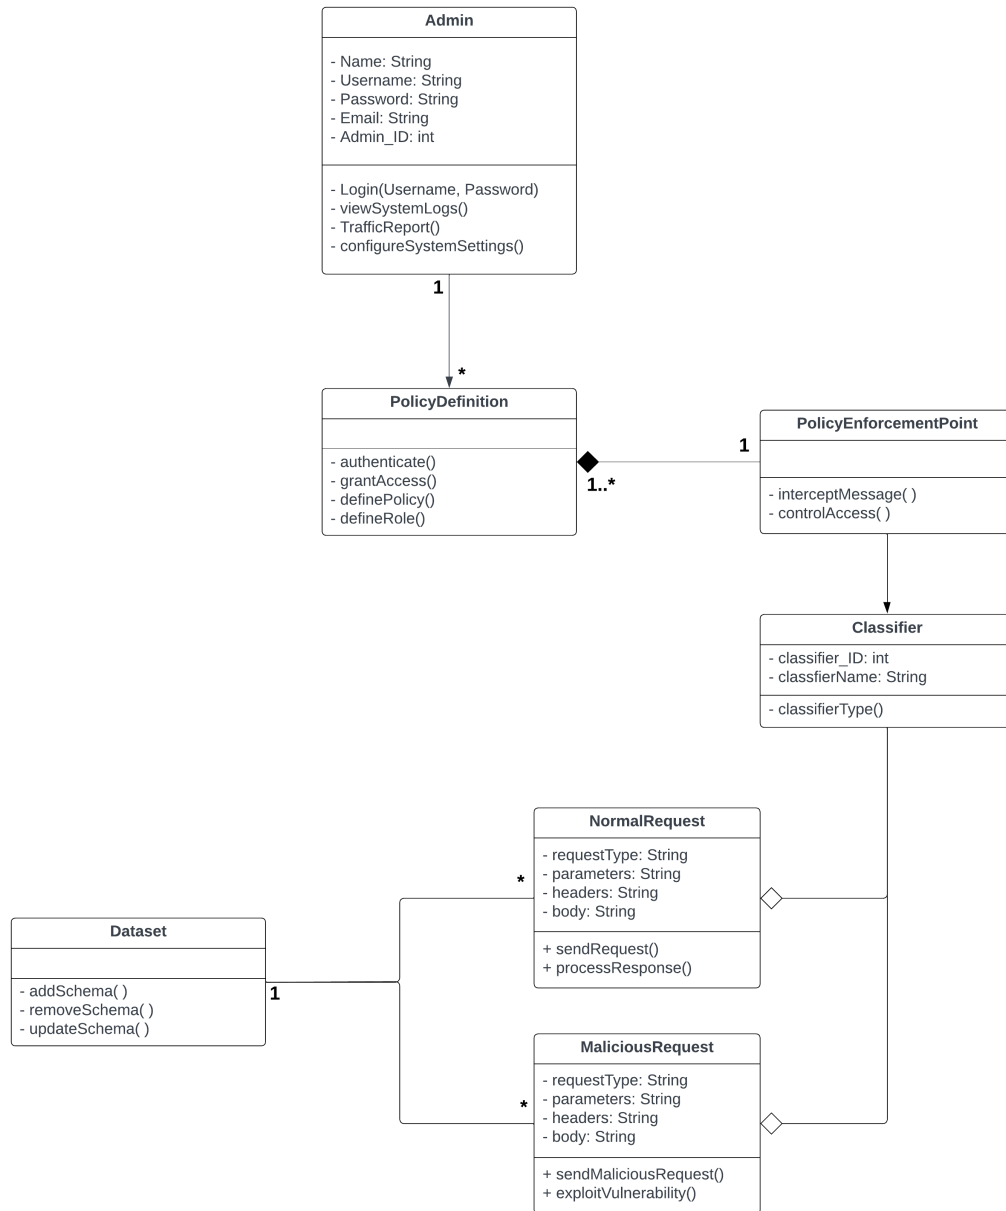 Admin
- Name: String
- Username: String
- Password: String
- Email: String
- Admin_ID: int
- Login(Username, Password)
- viewSystemLogs()
- TrafficReport()
- configureSystemSettings()
1
*
PolicyDefinition
- authenticate()
- grantAccess()
- definePolicy()
- defineRole()
1..*
1
PolicyEnforcementPoint
- interceptMessage( )
- controlAccess( )
Classifier
- classifier_ID: int
- classfierName: String
- classifierType()
NormalRequest
- requestType: String
- parameters: String
- headers: String
- body: String
+ sendRequest()
+ processResponse()
*
Dataset
- addSchema( )
- removeSchema( )
- updateSchema( )
1
*
MaliciousRequest
- requestType: String
- parameters: String
- headers: String
- body: String
+ sendMaliciousRequest()
+ exploitVulnerability()